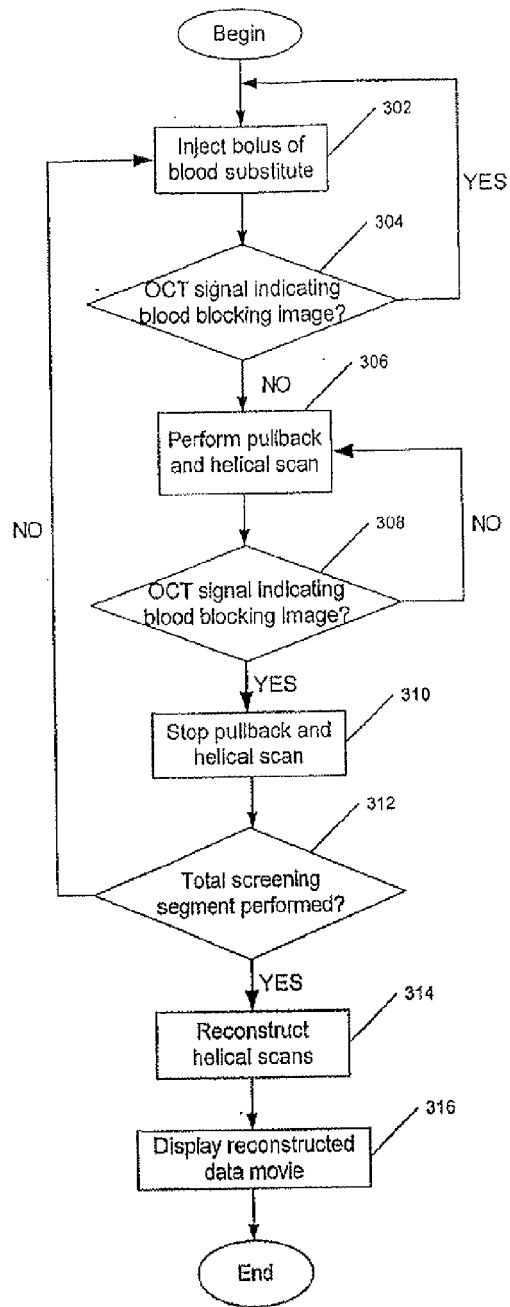 Begin
302
Inject bolus of
blood substitute
YES
304
OCT signal indicating
blood blocking image?
NO
306
Perform pullback
and helical scan
NO
308
NO
OCT signal indicating
blood blocking image?
YES
310
Stop pullback and
helical scan
312
Total screening
segment performed?
YES
314
Reconstruct
helical scans
316
Display reconstructed
data movie
End